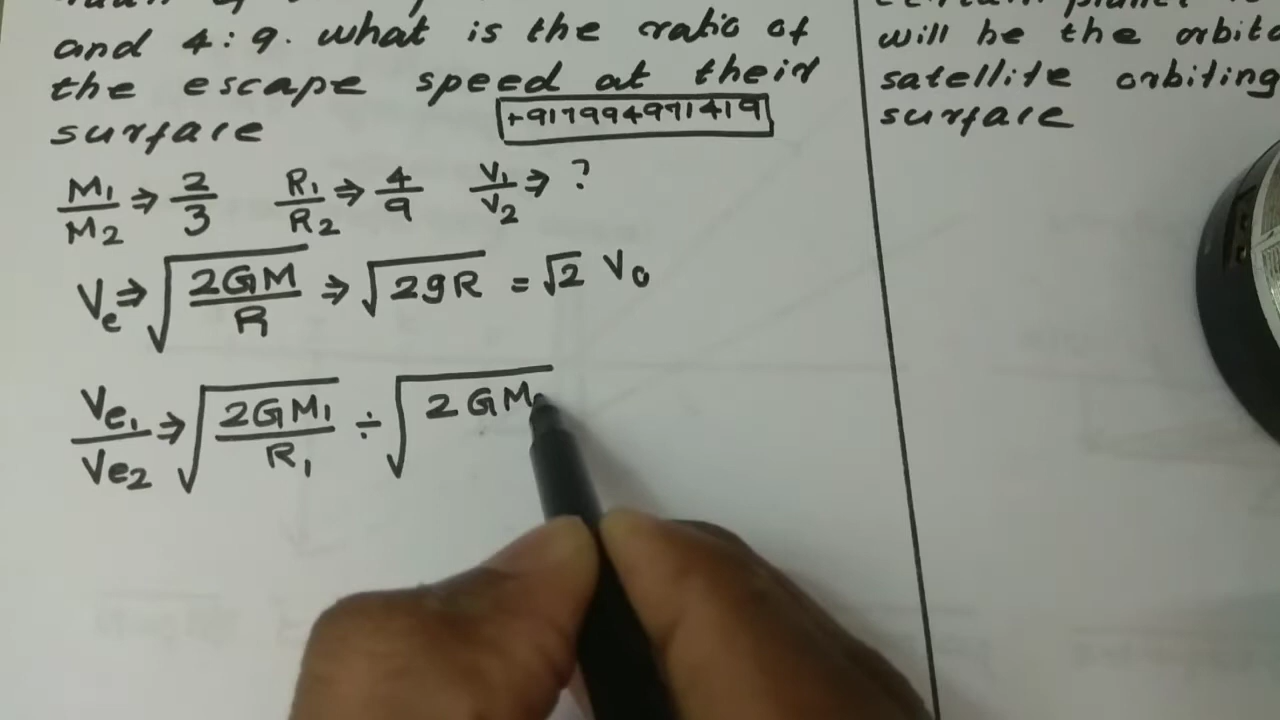 and 4:9. what is the ratio of
the escape speed at their
surface
+917994971419
M1/M2 ⇒ 2/3 R1/R2 ⇒ 4/9 V1/V2 ⇒ ?
Ve ⇒ √(2GM/R) ⇒ √2gR = √2 Vo
Ve1/Ve2 ⇒ √(2GM1/R1) ÷ √(2GM
will be the
satellite orbiting
surface